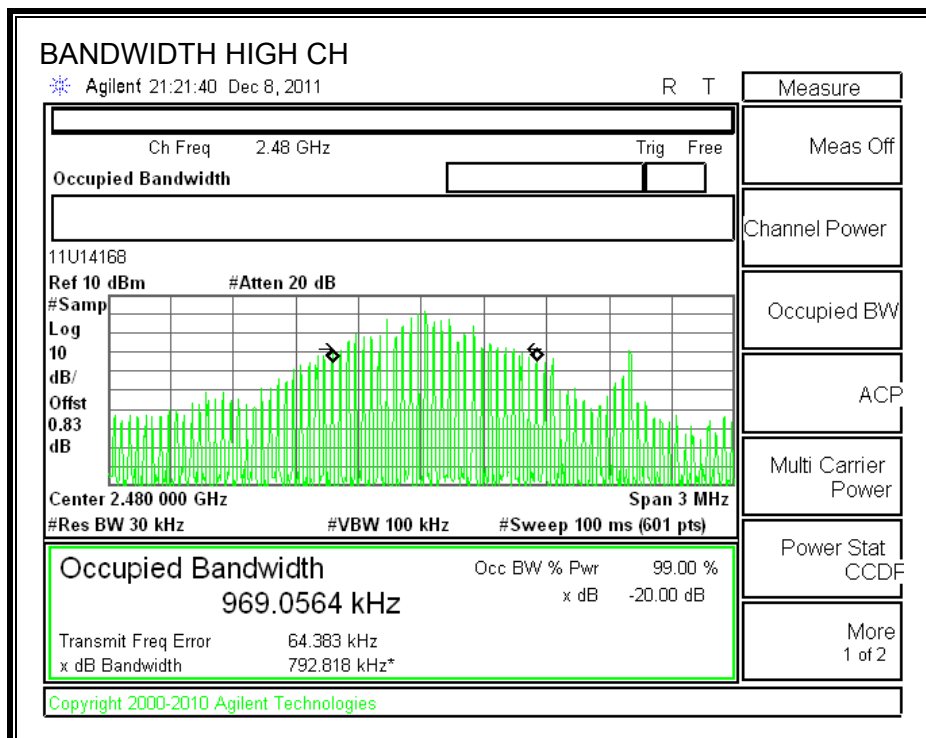 BANDWIDTH HIGH CH
Agilent 21:21:40 Dec 8, 2011 R T
Measure
Ch Freq 2.48 GHz Trig Free
Meas Off
Occupied Bandwidth
Channel Power
11U14168
Ref 10 dBm #Atten 20 dB
#Samp
Log
10
dB/
Offst
0.83
dB
Occupied BW
ACP
Center 2.480 000 GHz Span 3 MHz
#Res BW 30 kHz #VBW 100 kHz #Sweep 100 ms (601 pts)
Multi Carrier
Power
Occupied Bandwidth Occ BW % Pwr 99.00 %
969.0564 kHz x dB -20.00 dB
Transmit Freq Error 64.383 kHz
x dB Bandwidth 792.818 kHz*
Power Stat
CCDF
More
1 of 2
Copyright 2000-2010 Agilent Technologies